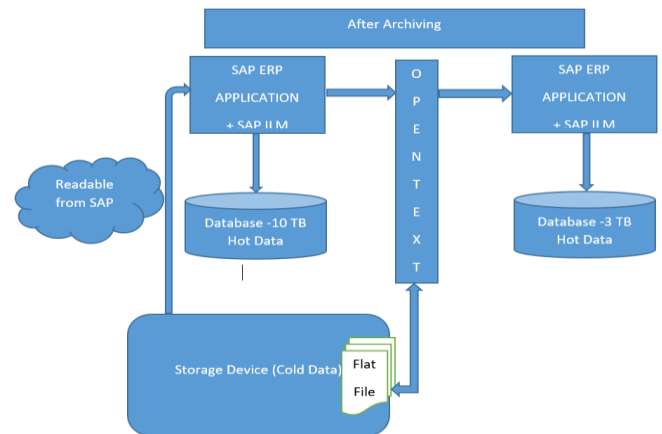 After Archiving
SAP ERP
APPLICATION
+ SAP ILM
O
P
E
N
T
E
X
T
SAP ERP
APPLICATION
+ SAP ILM
Readable
from SAP
Database -10 TB
Hot Data
Database -3 TB
Hot Data
Storage Device (Cold Data)
Flat
File